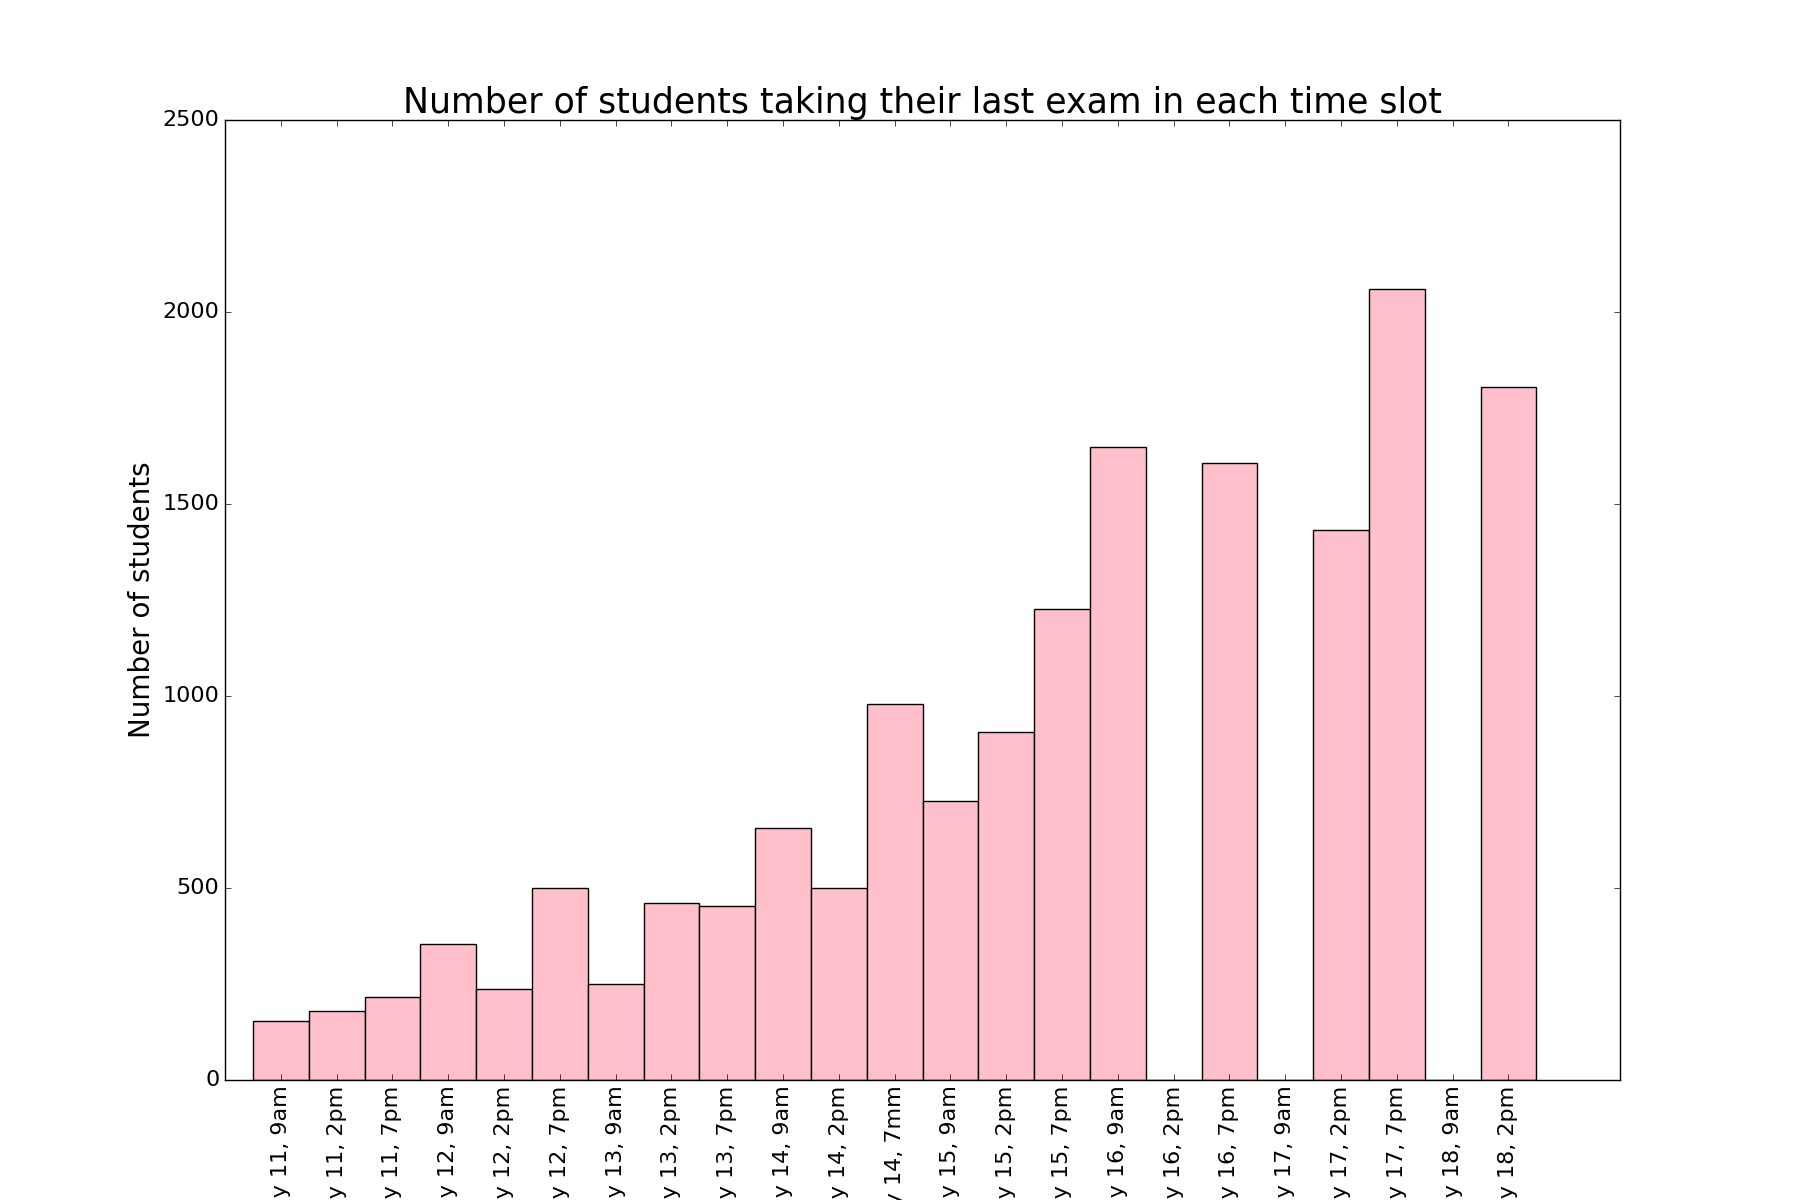 Number of students taking their last exam in each time slot
Number of students
2500
2000
1500
1000
500
0
y 11, 9am
y 11, 2pm
y 11, 7pm
y 12, 9am
y 12, 2pm
y 12, 7pm
y 13, 9am
y 13, 2pm
y 13, 7pm
y 14, 9am
y 14, 2pm
y 14, 7mm
y 15, 9am
y 15, 2pm
y 15, 7pm
y 16, 9am
y 16, 2pm
y 16, 7pm
y 17, 9am
y 17, 2pm
y 17, 7pm
y 18, 9am
y 18, 2pm